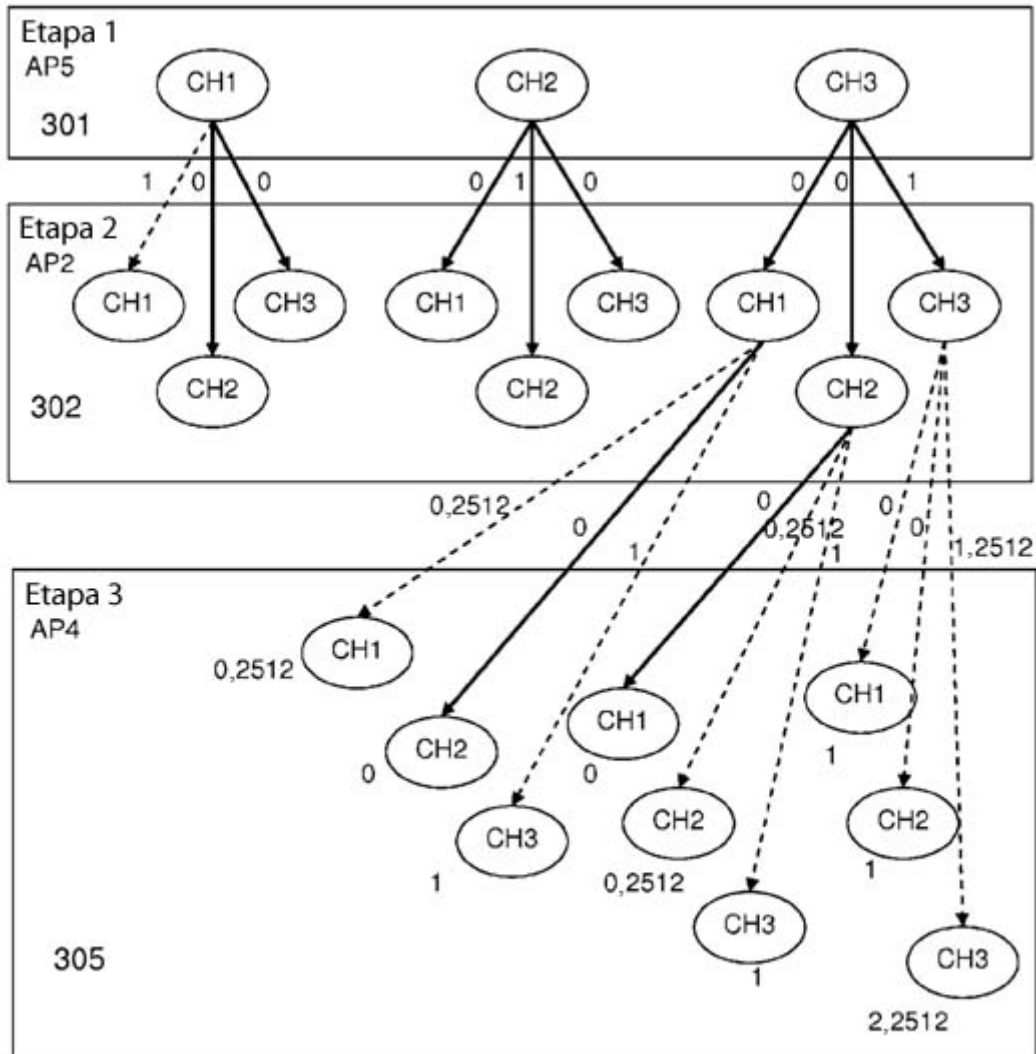 Etapa 1
AP5
CH1
CH2
CH3
301
1
0
0
0
1
0
0
0
1
Etapa 2
AP2
CH1
CH3
CH1
CH3
CH1
CH3
CH2
CH2
CH2
302
0,2512
0
1
0
0,2512
1
0
0
1,2512
Etapa 3
AP4
CH1
0,2512
CH2
0
CH3
1
CH1
0
CH2
0,2512
CH3
1
CH1
1
CH2
1
CH3
2,2512
305